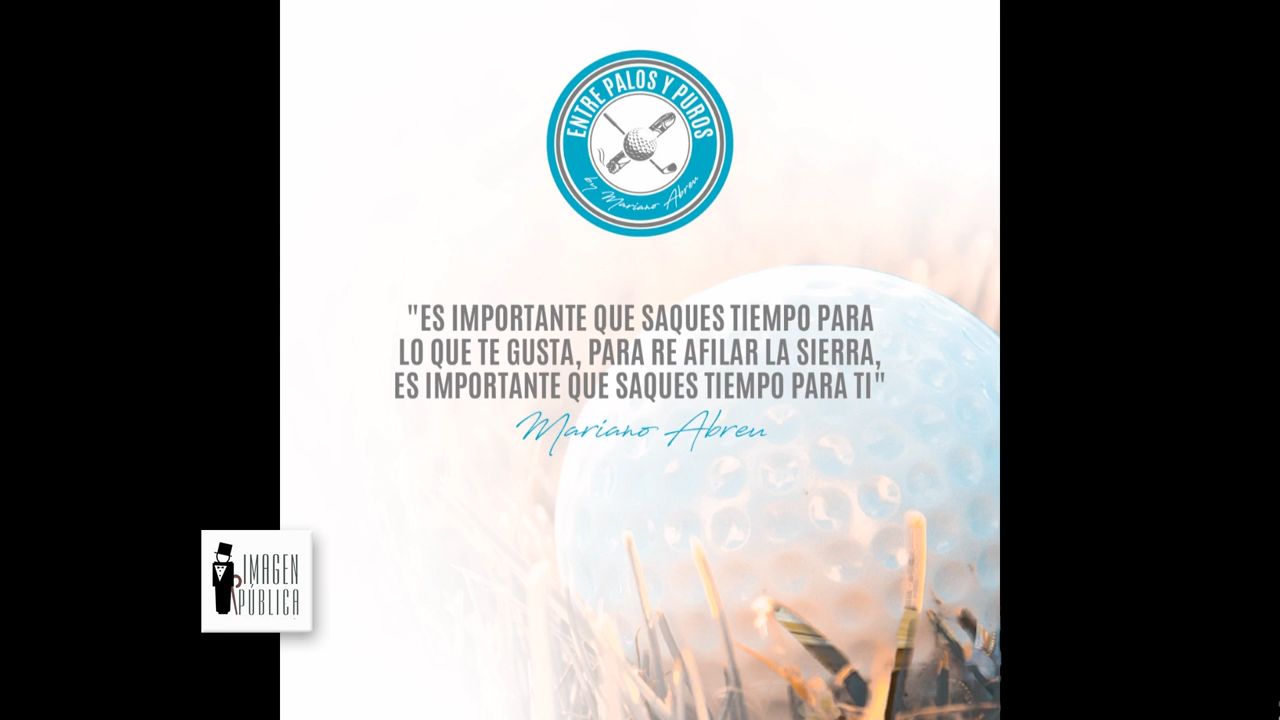 ENTRE PALOS Y PUROS
by Mariano Abreu
"ES IMPORTANTE QUE SAQUES TIEMPO PARA
LO QUE TE GUSTA, PARA RE AFILAR LA SIERRA,
ES IMPORTANTE QUE SAQUES TIEMPO PARA TI"
Mariano Abreu
IMAGEN
PÚBLICA